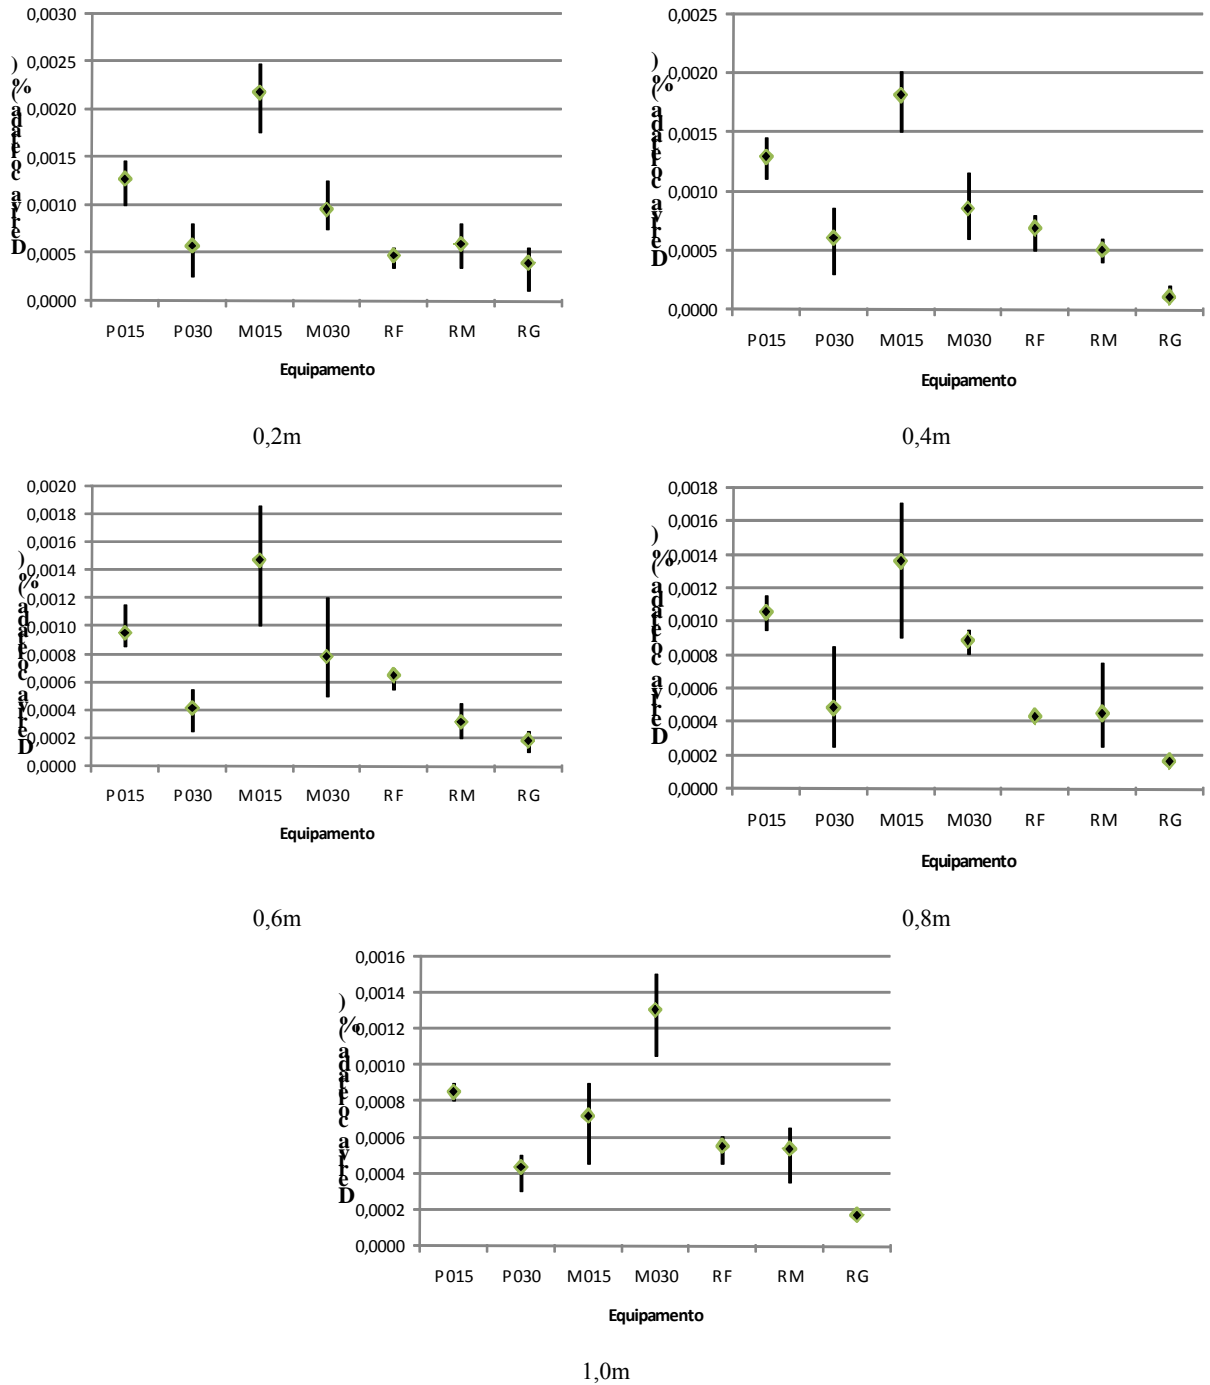 0,0030
0,0025
0,0020
0,0015
0,0010
0,0005
0,0000
Deriva coletada (%)
P015 P030 M015 M030 RF RM RG
Equipamento
0,2m
0,0025
0,0020
0,0015
0,0010
0,0005
0,0000
Deriva coletada (%)
P015 P030 M015 M030 RF RM RG
Equipamento
0,4m
0,0020
0,0018
0,0016
0,0014
0,0012
0,0010
0,0008
0,0006
0,0004
0,0002
0,0000
Deriva coletada (%)
P015 P030 M015 M030 RF RM RG
Equipamento
0,6m
0,0018
0,0016
0,0014
0,0012
0,0010
0,0008
0,0006
0,0004
0,0002
0,0000
Deriva coletada (%)
P015 P030 M015 M030 RF RM RG
Equipamento
0,8m
0,0016
0,0014
0,0012
0,0010
0,0008
0,0006
0,0004
0,0002
0,0000
Deriva coletada (%)
P015 P030 M015 M030 RF RM RG
Equipamento
1,0m